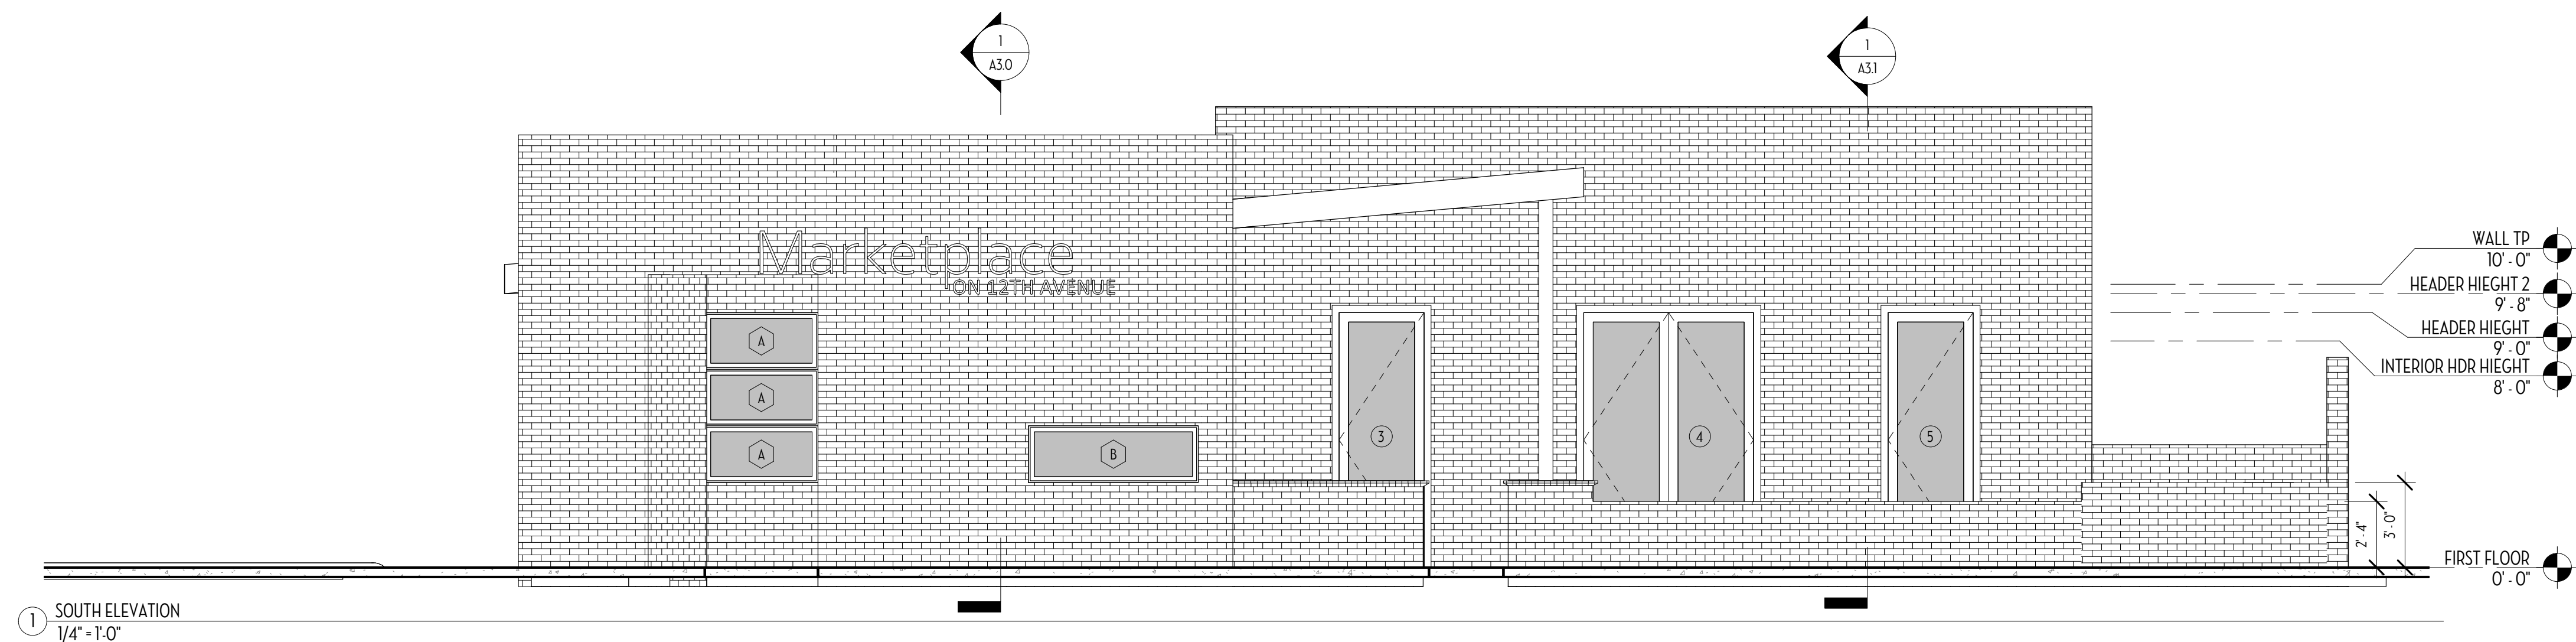 1
A3.0
1
A3.1
Marketplace
ON 12TH AVENUE
WALL TP
10' - 0"
HEADER HIEGHT 2
9' - 8"
HEADER HIEGHT
9' - 0"
INTERIOR HDR HIEGHT
8' - 0"
A
A
A
B
3
4
5
2' - 4"
3' - 0"
FIRST FLOOR
0' - 0"
1 SOUTH ELEVATION
1/4" = 1'-0"